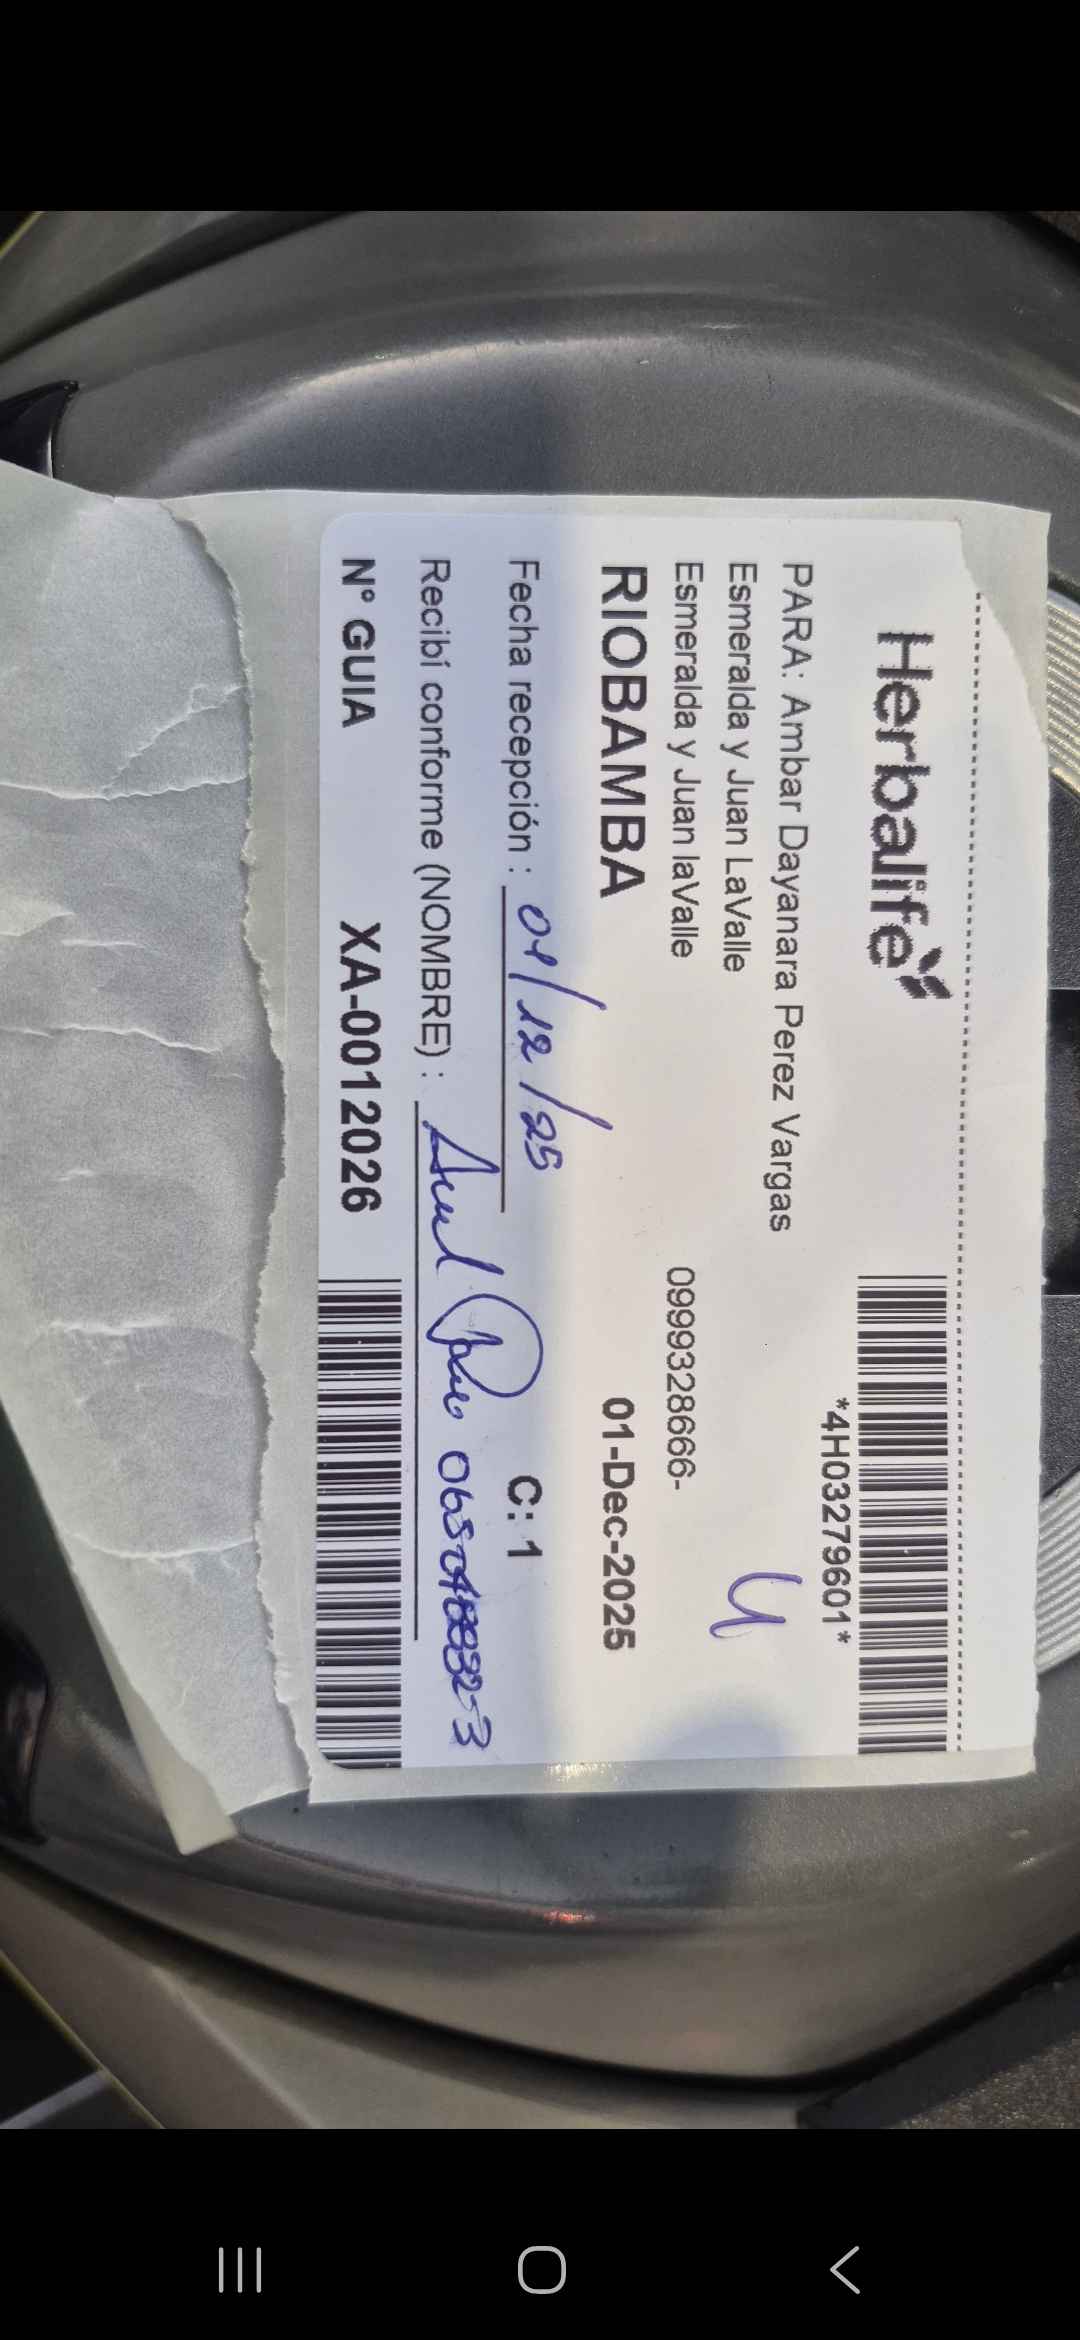 Herbalife
*4H03279601*
PARA: Ambar Dayanara Perez Vargas
Esmeralda y Juan LaValle
Esmeralda y Juan laValle 0999328666-
RIOBAMBA 01-Dec-2025
Fecha recepción : 01/12/25 C: 1
Recibí conforme (NOMBRE) :
N° GUIA XA-0012026